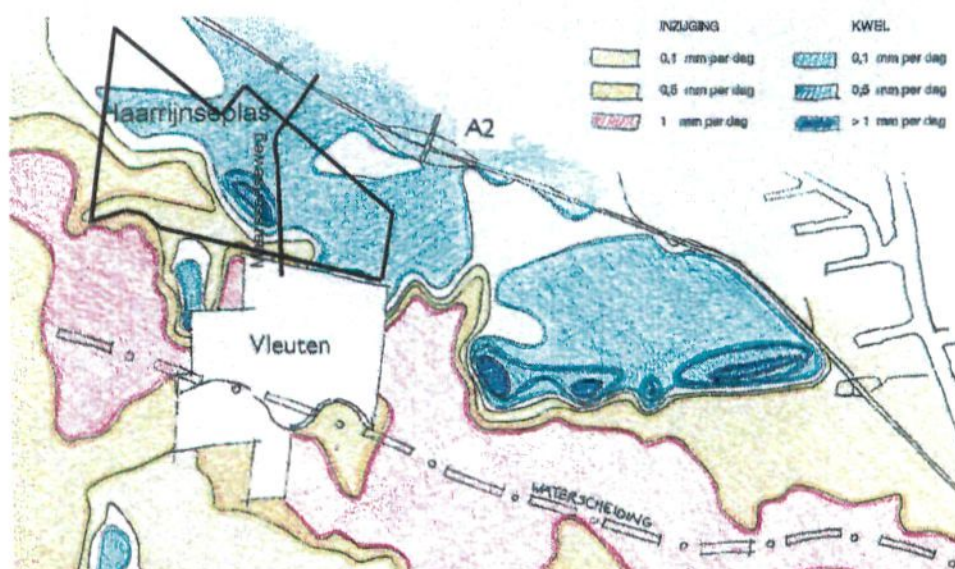 INZIJGING
0,1 mm per dag
0,5 mm per dag
1 mm per dag
KWEL
0,1 mm per dag
0,5 mm per dag
>1 mm per dag
Haarrijnseplas
A2
Vleuten
WATERSCHEIDING